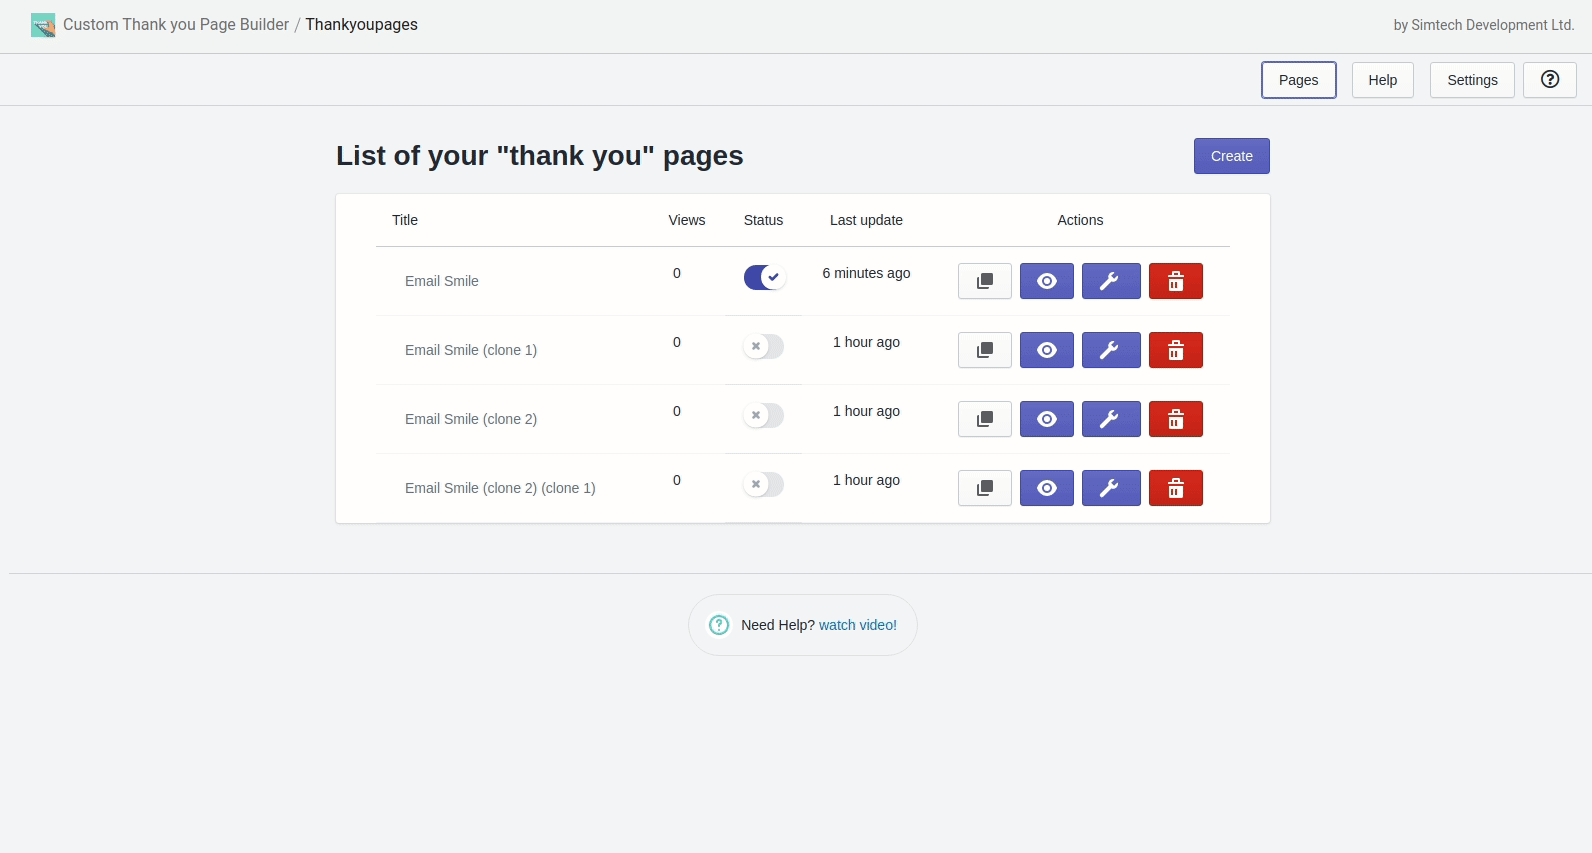 Custom Thank you Page Builder / Thankyoupages
by Simtech Development Ltd.
Pages Help Settings
List of your "thank you" pages
Create
Title Views Status Last update Actions
Email Smile 0 6 minutes ago
Email Smile (clone 1) 0 1 hour ago
Email Smile (clone 2) 0 1 hour ago
Email Smile (clone 2) (clone 1) 0 1 hour ago
Need Help? watch video!